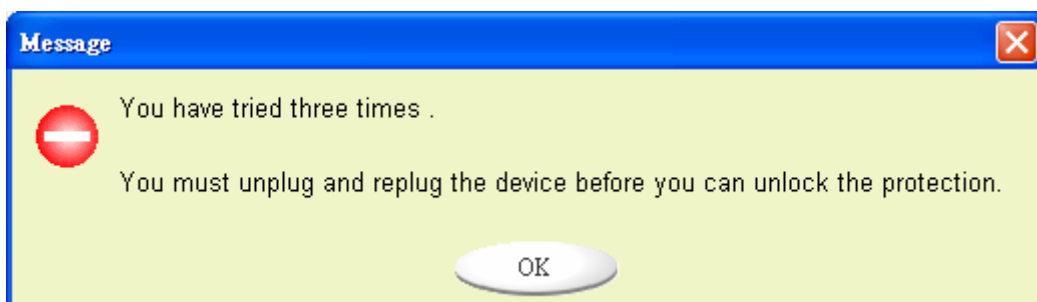 Message
You have tried three times .
You must unplug and replug the device before you can unlock the protection.
OK